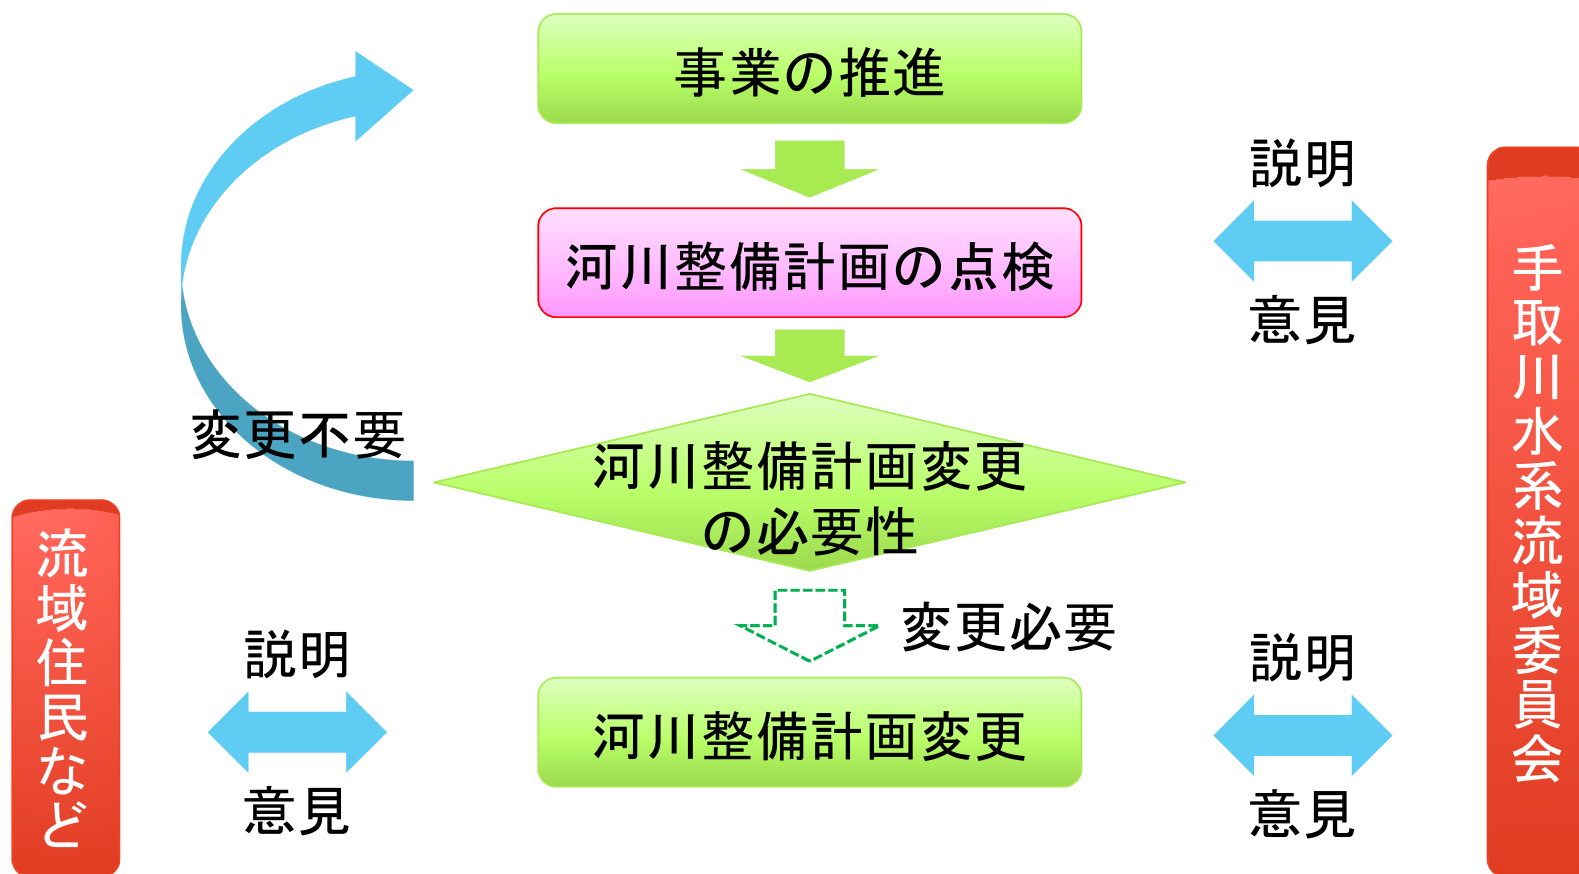 事業の推進
説明
河川整備計画の点検
意見
変更不要
河川整備計画変更
の必要性
変更必要
説明
意見
河川整備計画変更
説明
意見
流域住民など
手取川水系流域委員会